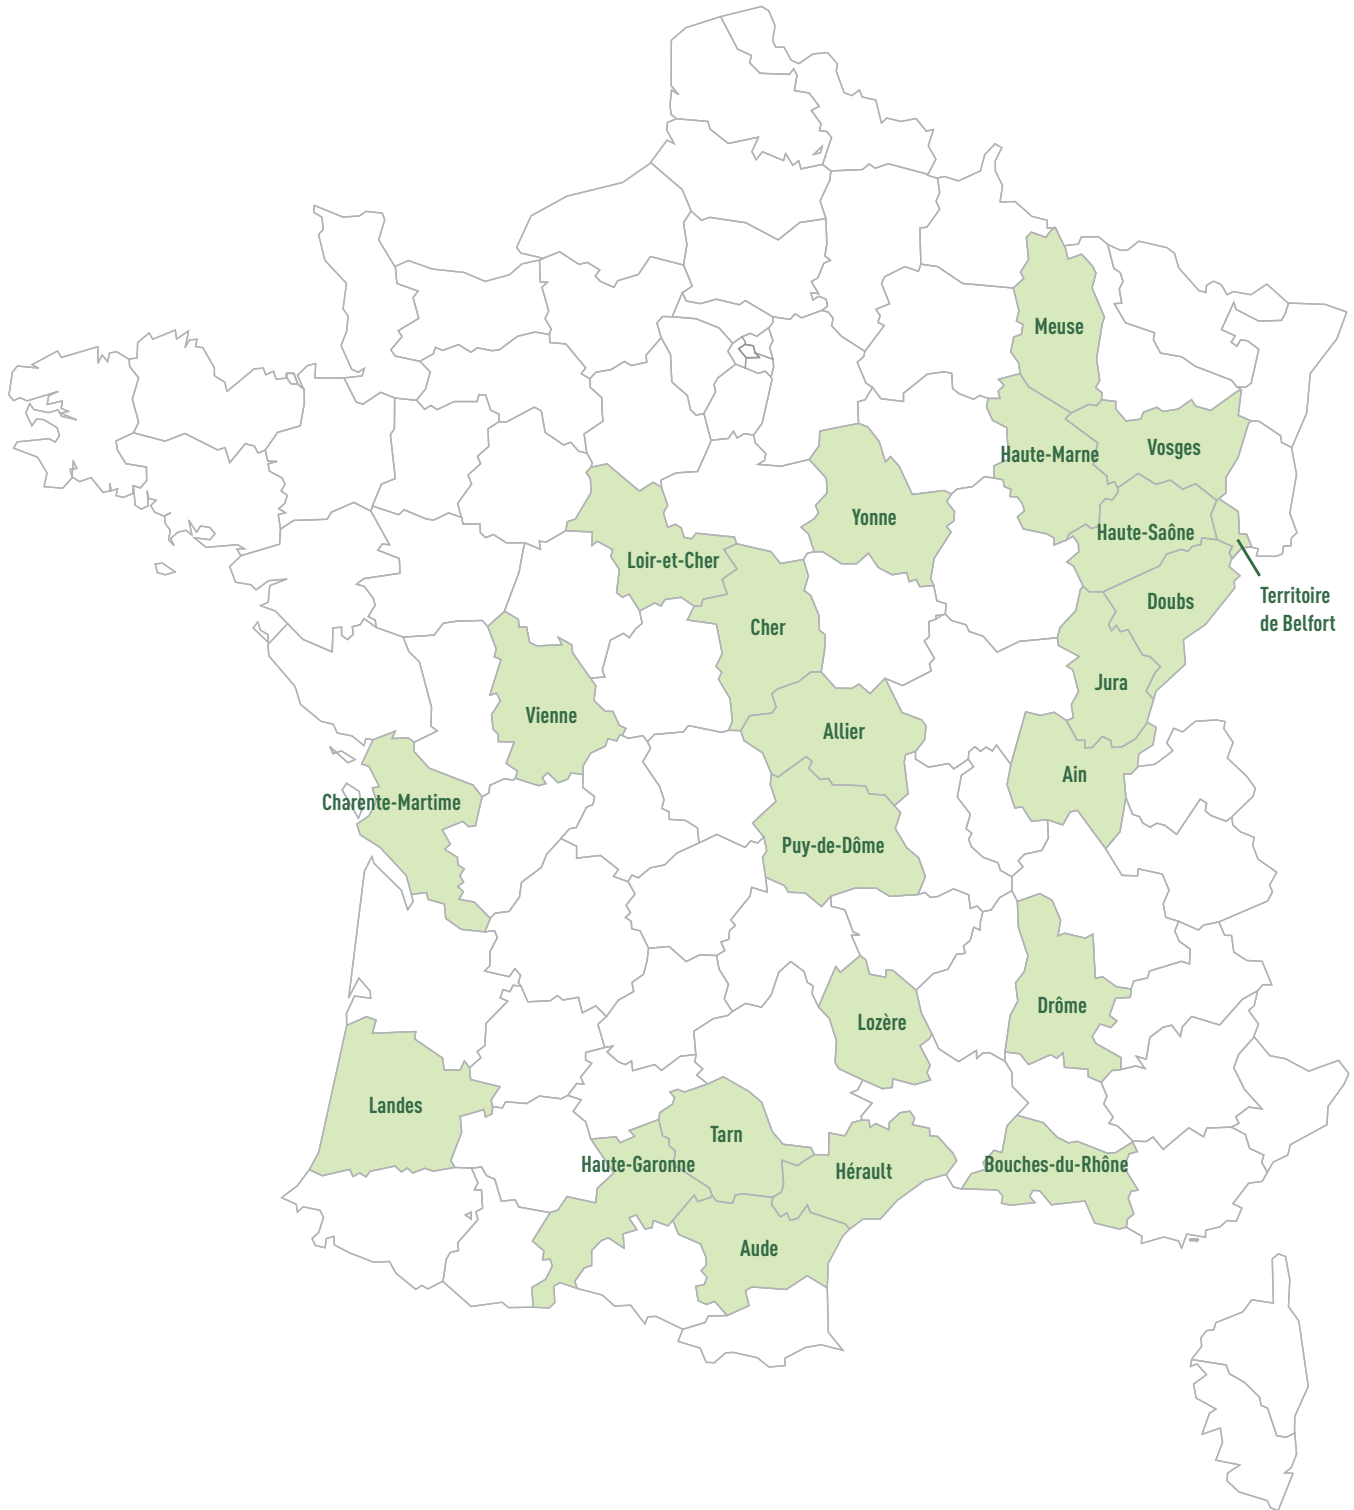 Meuse
Haute-Marne
Vosges
Yonne
Haute-Saône
Loir-et-Cher
Territoire
de Belfort
Doubs
Cher
Jura
Vienne
Allier
Ain
Charente-Martime
Puy-de-Dôme
Drôme
Lozère
Landes
Tarn
Haute-Garonne
Hérault
Bouches-du-Rhône
Aude